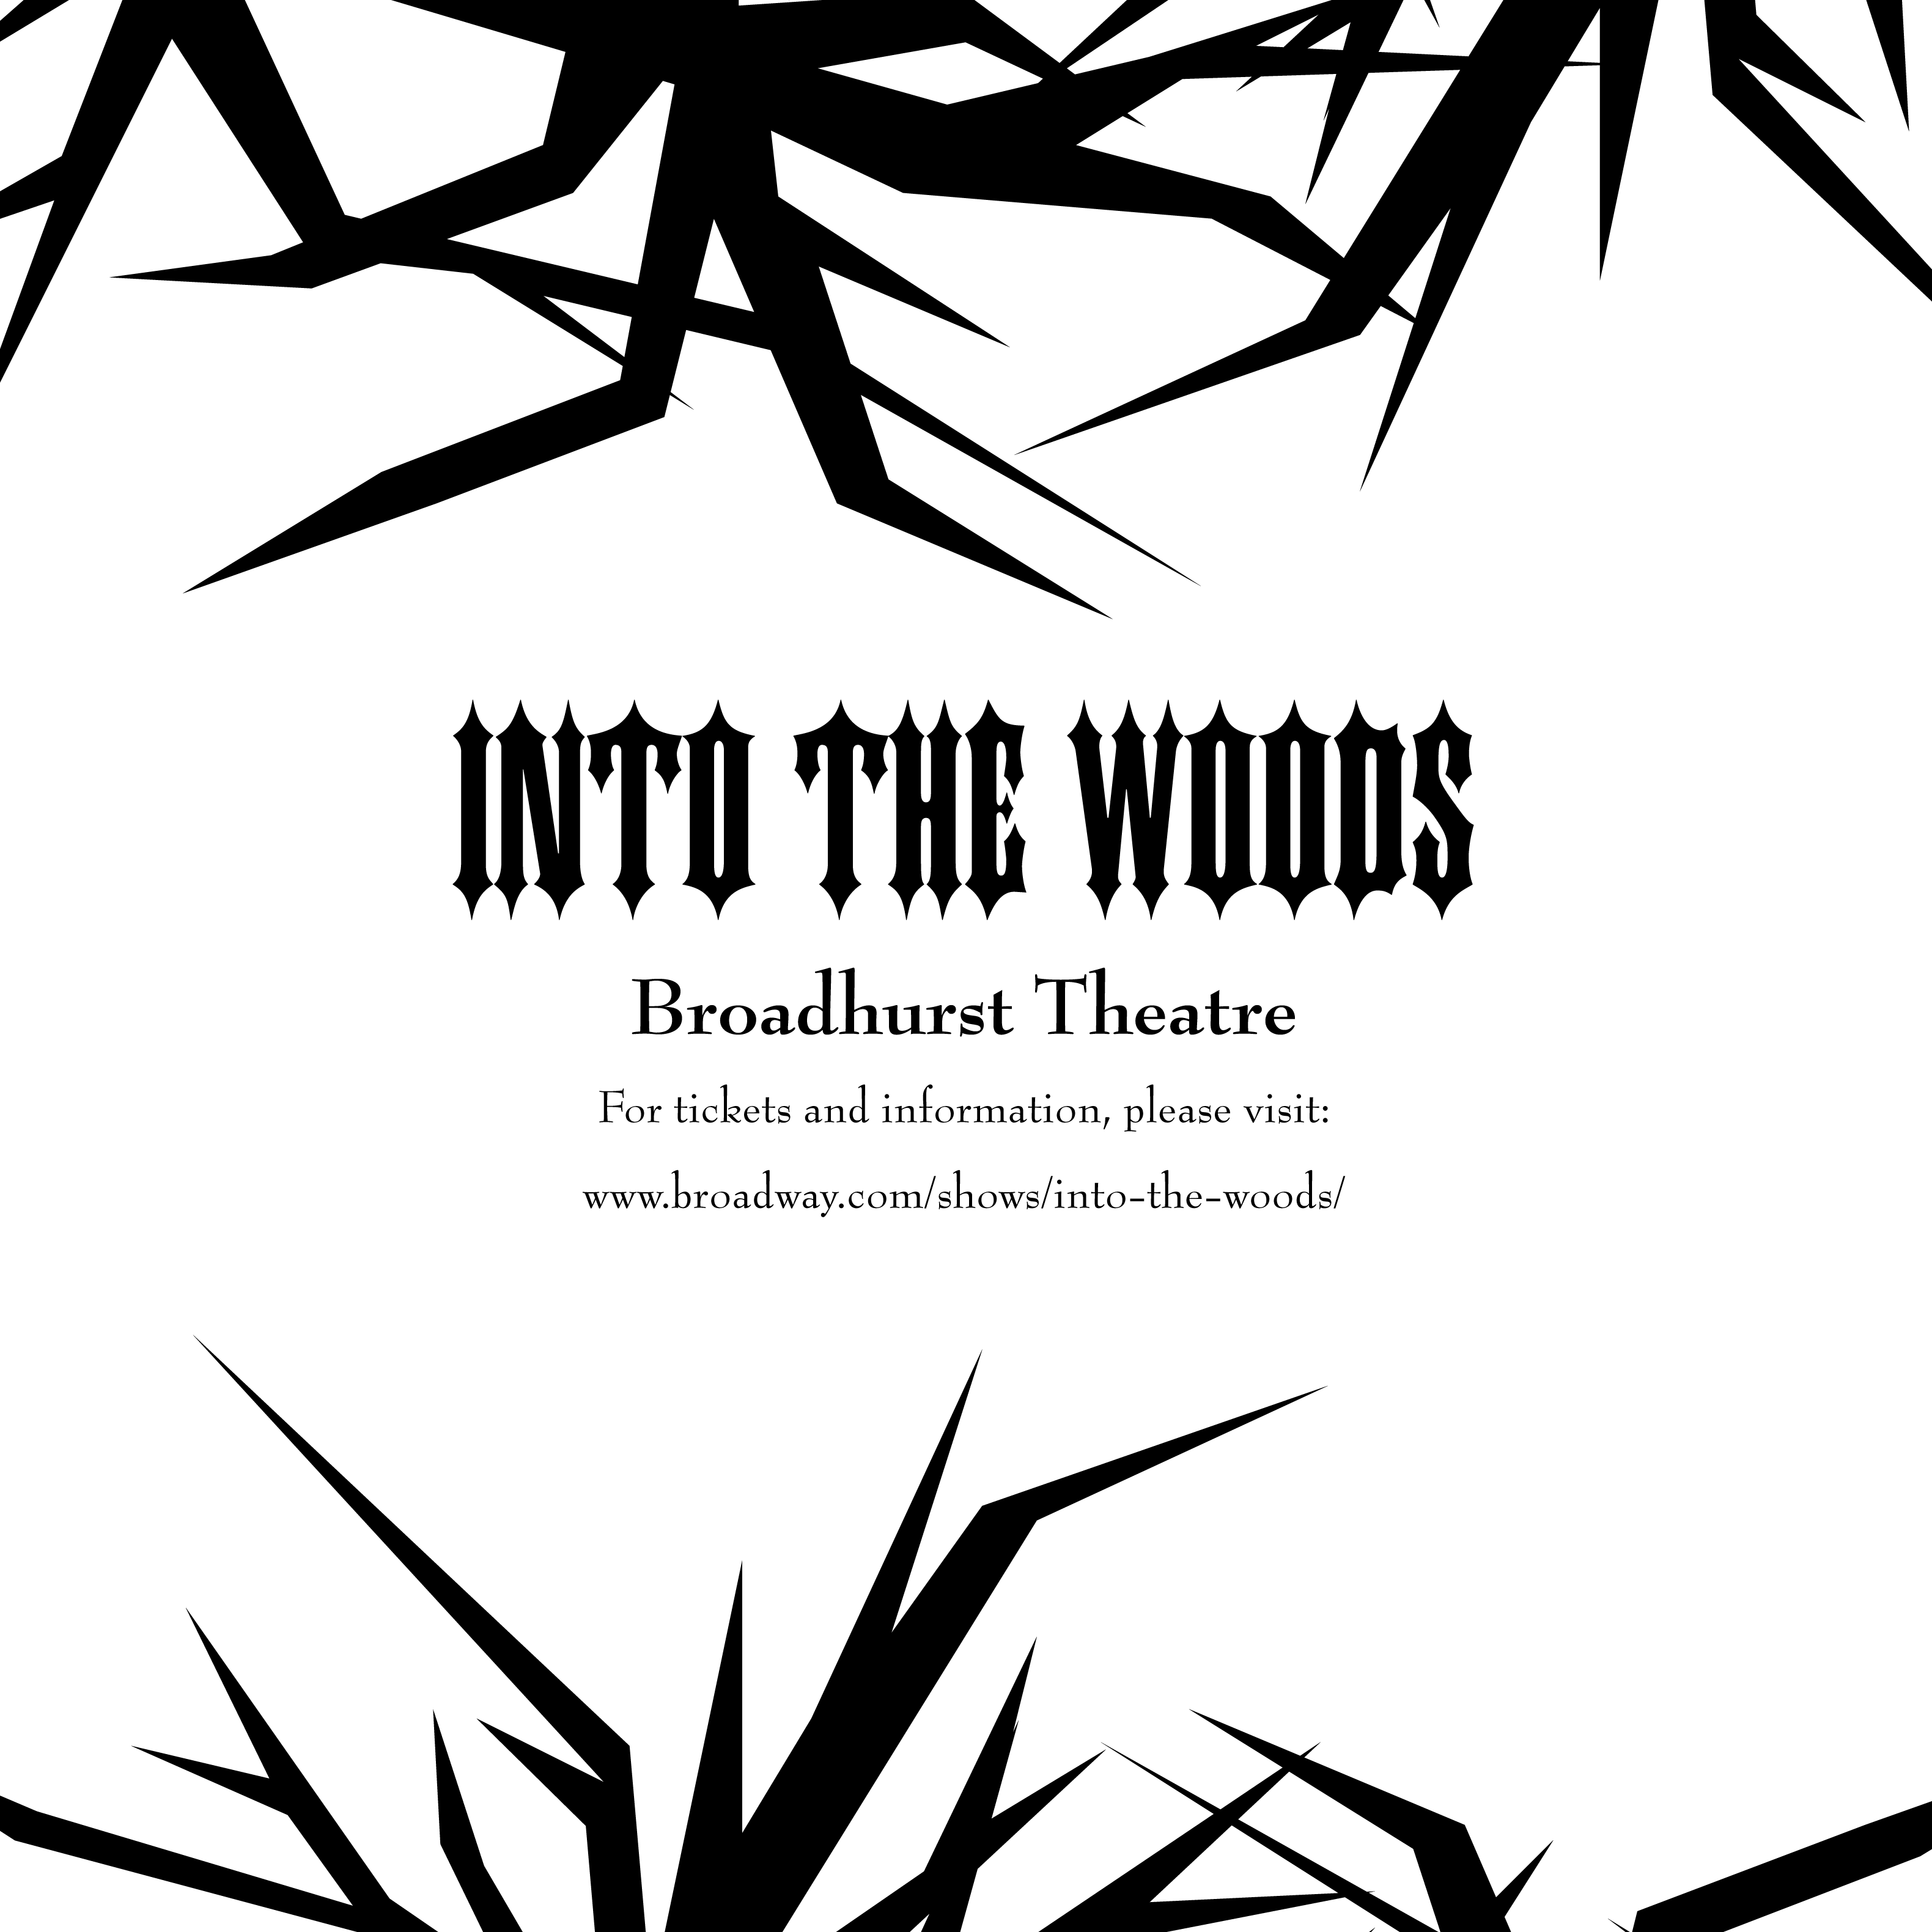 INTO THE WOODS
Broadhurst Theatre
For tickets and information, please visit:
www.broadway.com/shows/into-the-woods/